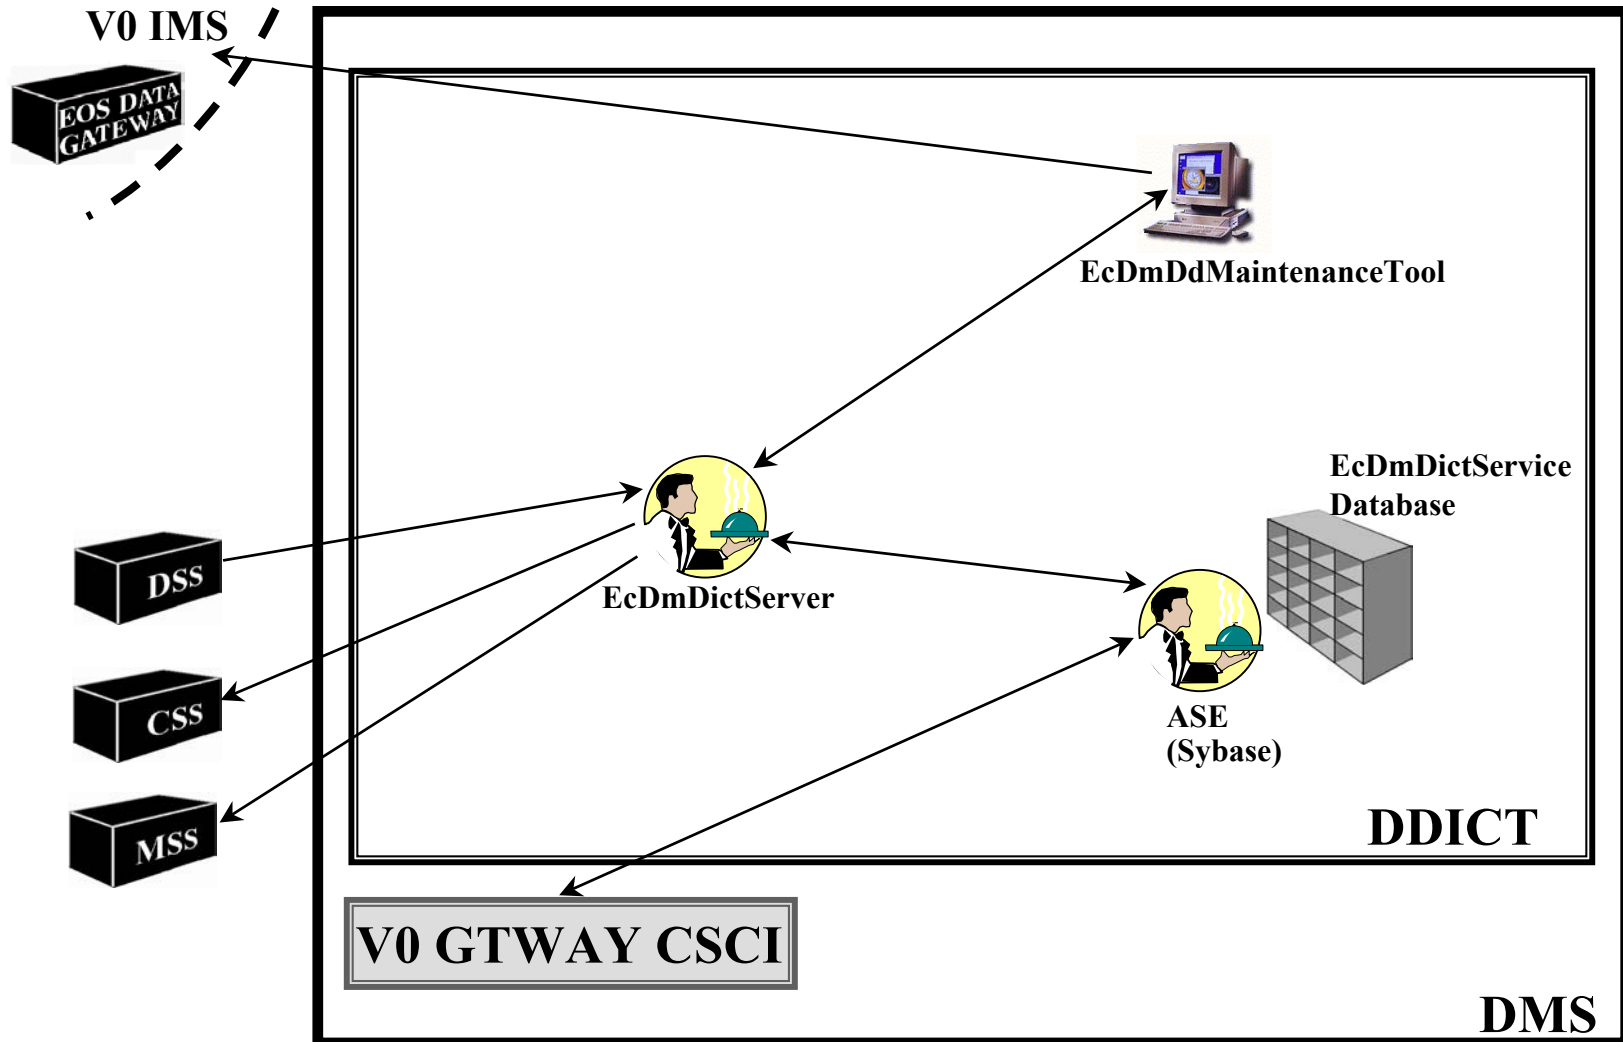 V0 IMS
EOS DATA
GATEWAY
EcDmDdMaintenanceTool
EcDmDictService
Database
DSS
EcDmDictServer
CSS
ASE
(Sybase)
MSS
DDICT
V0 GTWAY CSCI
DMS